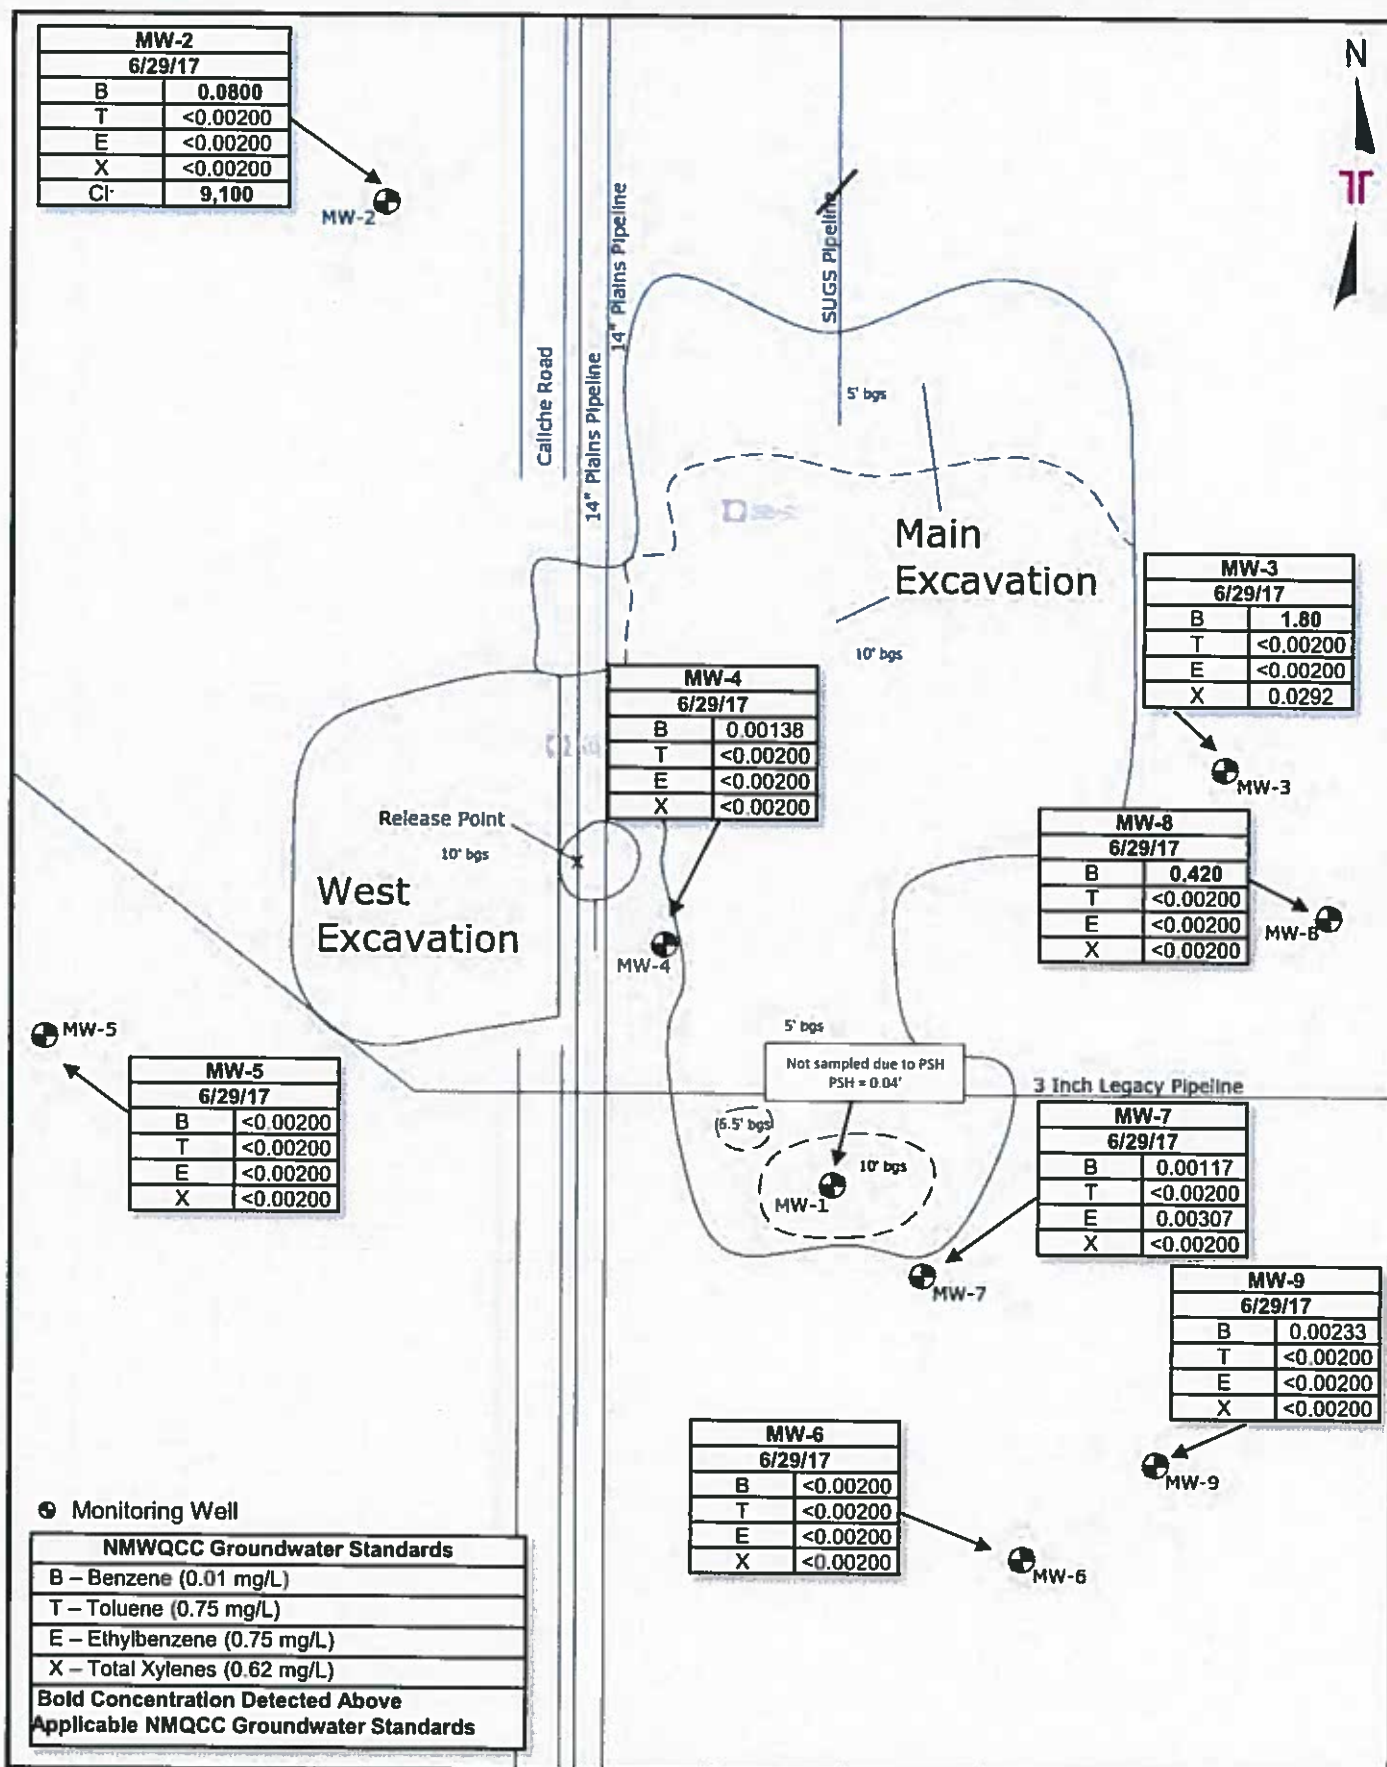 MW-2
6/29/17
B 0.0800
T <0.00200
E <0.00200
X <0.00200
Cl- 9,100
MW-2
N
14" Plains Pipeline
SUGS Pipeline
Caliche Road
14" Plains Pipeline
5' bgs
Main
Excavation
10' bgs
MW-3
6/29/17
B 1.80
T <0.00200
E <0.00200
X 0.0292
MW-3
MW-4
6/29/17
B 0.00138
T <0.00200
E <0.00200
X <0.00200
MW-4
Release Point
10' bgs
West
Excavation
MW-8
6/29/17
B 0.420
T <0.00200
E <0.00200
X <0.00200
MW-8
MW-5
MW-5
6/29/17
B <0.00200
T <0.00200
E <0.00200
X <0.00200
5' bgs
Not sampled due to PSH
PSH = 0.04'
3 Inch Legacy Pipeline
(6.5' bgs)
10' bgs
MW-1
MW-7
6/29/17
B 0.00117
T <0.00200
E 0.00307
X <0.00200
MW-7
MW-9
6/29/17
B 0.00233
T <0.00200
E <0.00200
X <0.00200
MW-9
MW-6
6/29/17
B <0.00200
T <0.00200
E <0.00200
X <0.00200
MW-6
Monitoring Well
NMWQCC Groundwater Standards
B – Benzene (0.01 mg/L)
T – Toluene (0.75 mg/L)
E – Ethylbenzene (0.75 mg/L)
X – Total Xylenes (0.62 mg/L)
Bold Concentration Detected Above
Applicable NMQCC Groundwater Standards